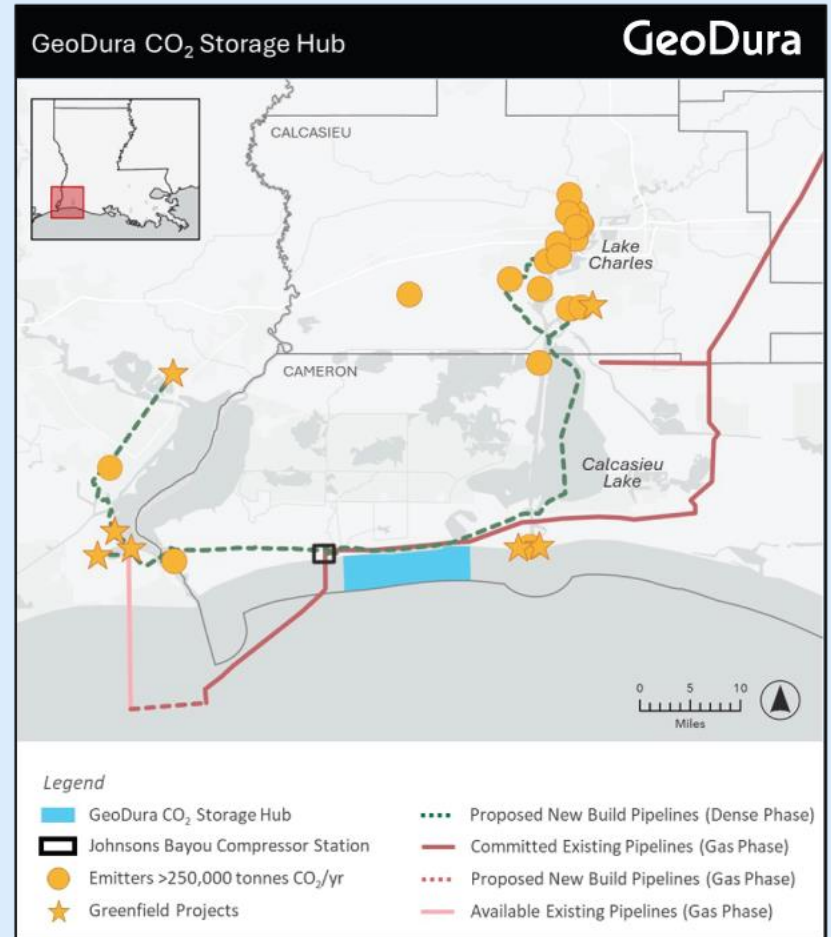 GeoDura CO₂ Storage Hub
GeoDura
CALCASIEU
Lake
Charles
CAMERON
Calcasieu
Lake
0 5 10
Miles
Legend
GeoDura CO₂ Storage Hub
Johnsons Bayou Compressor Station
Emitters >250,000 tonnes CO₂/yr
Greenfield Projects
Proposed New Build Pipelines (Dense Phase)
Committed Existing Pipelines (Gas Phase)
Proposed New Build Pipelines (Gas Phase)
Available Existing Pipelines (Gas Phase)